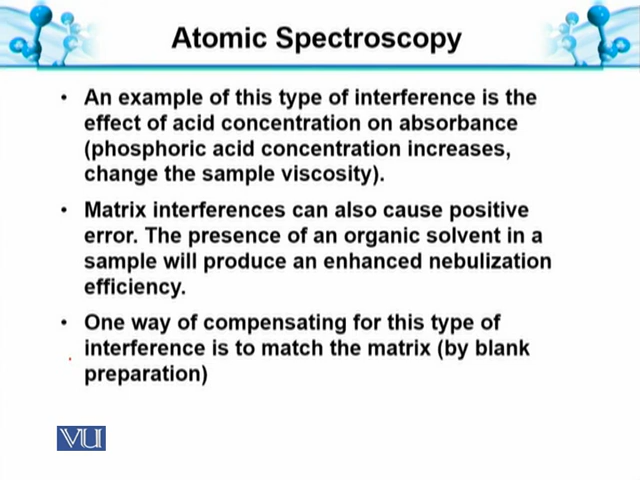 Atomic Spectroscopy
• An example of this type of interference is the
effect of acid concentration on absorbance
(phosphoric acid concentration increases,
change the sample viscosity).
• Matrix interferences can also cause positive
error. The presence of an organic solvent in a
sample will produce an enhanced nebulization
efficiency.
• One way of compensating for this type of
interference is to match the matrix (by blank
preparation)
VU